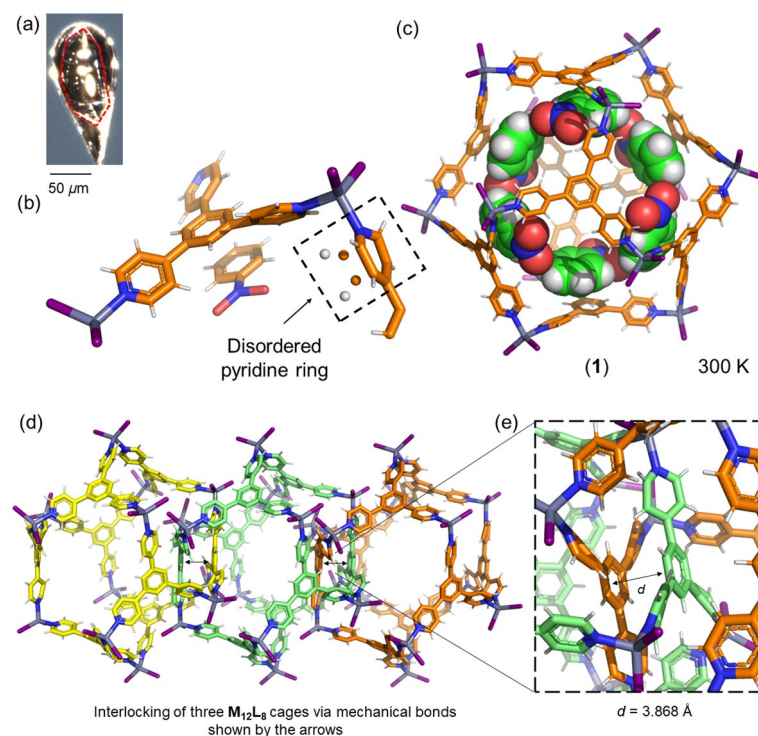 (a)
50 µm
(b)
Disordered
pyridine ring
(c)
(1)
300 K
(d)
Interlocking of three M₁₂L₈ cages via mechanical bonds
shown by the arrows
(e)
d
d = 3.868 Å